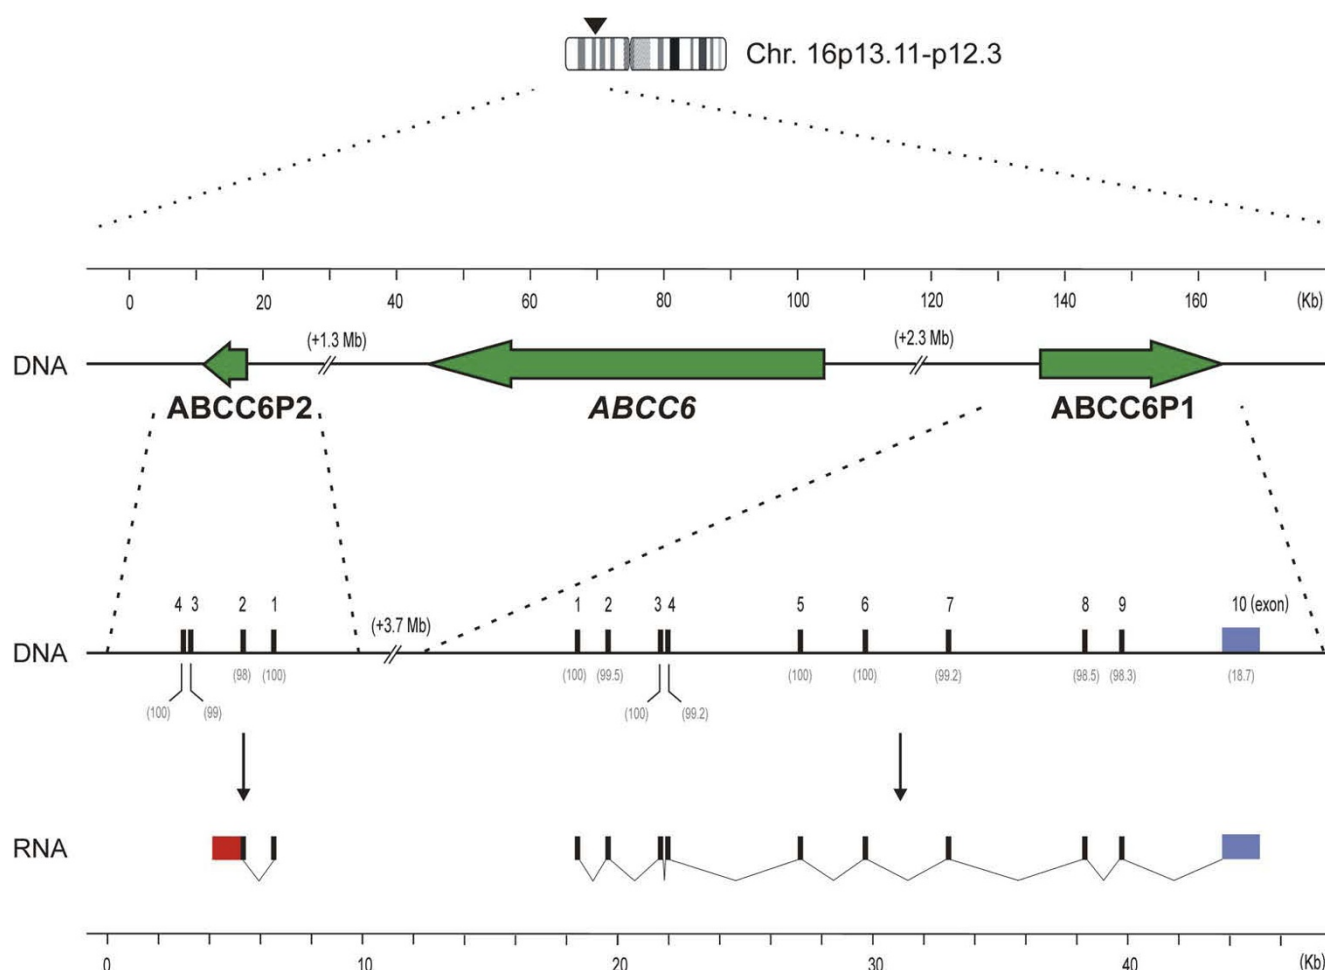 Chr. 16p13.11-p12.3
0 20 40 60 80 100 120 140 160 (Kb)
(+1.3 Mb) (+2.3 Mb)
DNA
ABCC6P2 ABCC6 ABCC6P1
4 3 2 1 1 2 3 4 5 6 7 8 9 10 (exon)
(+3.7 Mb)
DNA
(98) (100) (100) (99.5) (100) (100) (99.2) (98.5) (98.3) (18.7)
(100) (99) (100) (99.2)
RNA
0 10 20 30 40 (Kb)